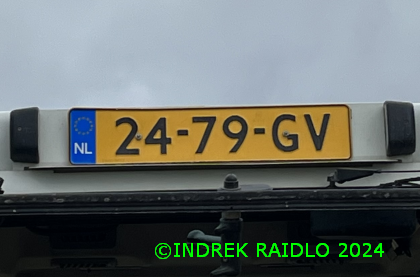 NL 24-79-GV
©INDREK RAIDLO 2024